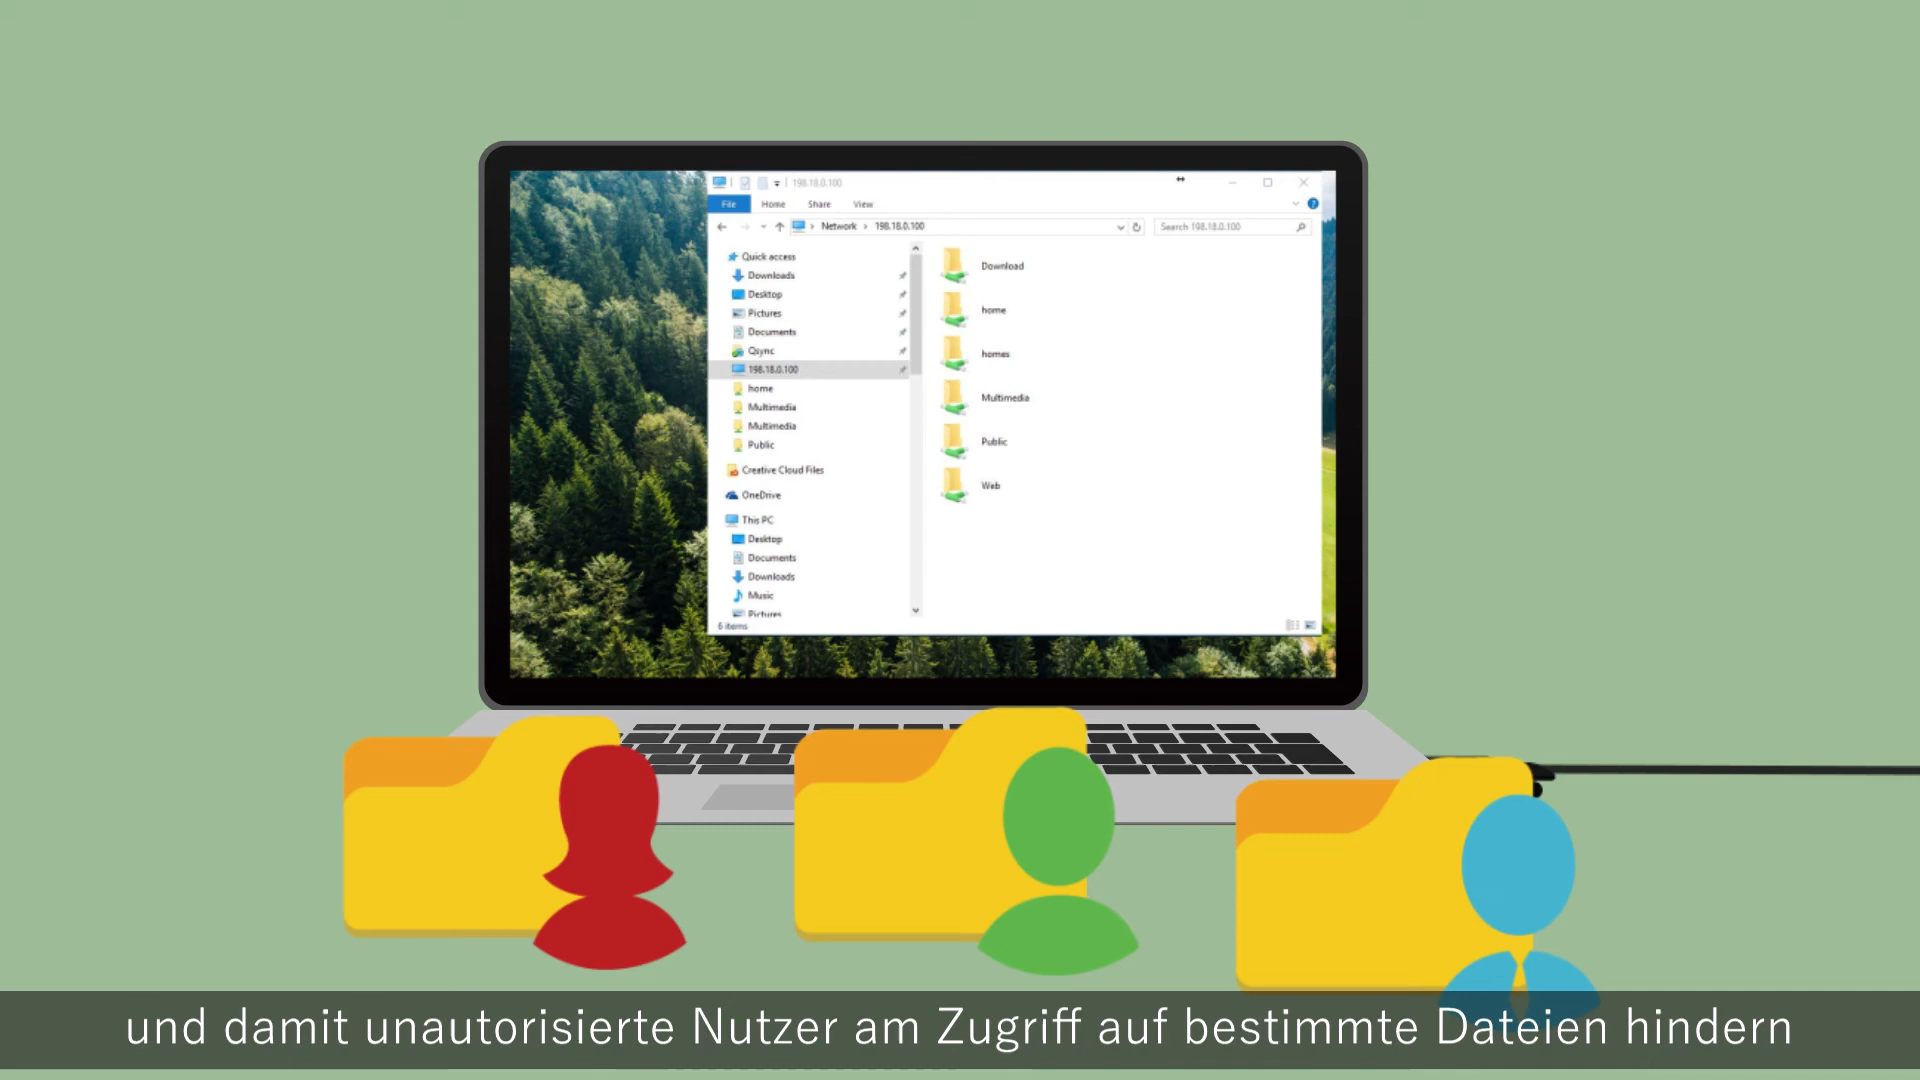 198.18.0.100
File Home Share View
Network > 198.18.0.100
Search 198.18.0.100
Quick access
Downloads
Desktop
Pictures
Documents
Qsync
198.18.0.100
home
Multimedia
Multimedia
Public
Creative Cloud Files
OneDrive
This PC
Desktop
Documents
Downloads
Music
Pictures
6 items
Download
home
homes
Multimedia
Public
Web
und damit unautorisierte Nutzer am Zugriff auf bestimmte Dateien hindern